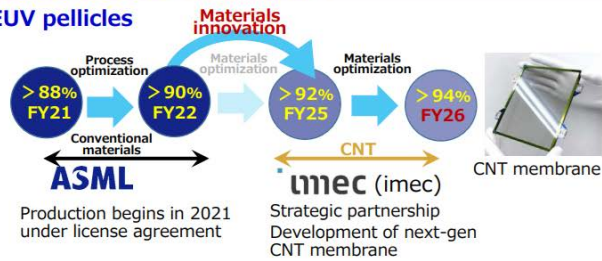 EUV pellicles
Materials
innovation
Process
optimization
Materials
optimization
Materials
optimization
＞88%
FY21
＞90%
FY22
＞92%
FY25
＞94%
FY26
Conventional
materials
CNT
CNT membrane
ASML
imec (imec)
Production begins in 2021
under license agreement
Strategic partnership
Development of next-gen
CNT membrane